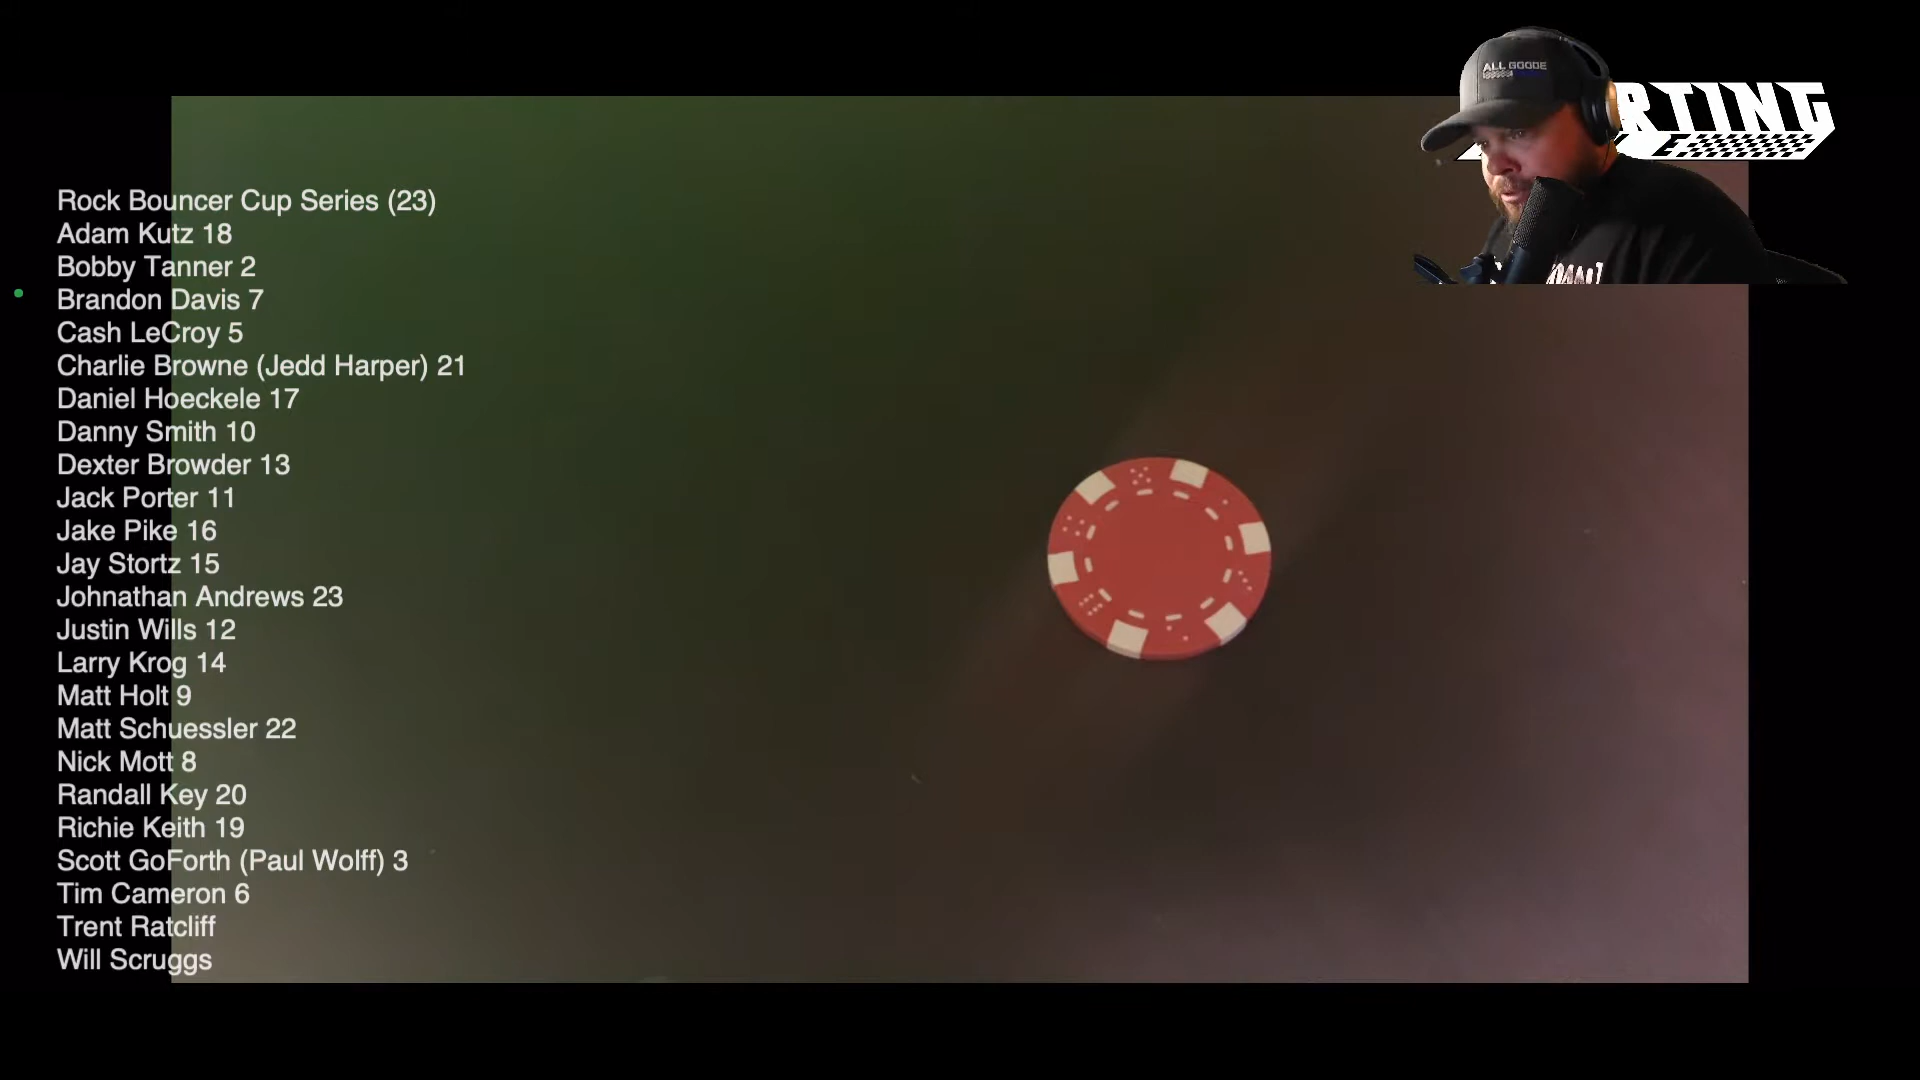 ALL GOODE
RTING
Rock Bouncer Cup Series (23)
Adam Kutz 18
Bobby Tanner 2
Brandon Davis 7
Cash LeCroy 5
Charlie Browne (Jedd Harper) 21
Daniel Hoeckele 17
Danny Smith 10
Dexter Browder 13
Jack Porter 11
Jake Pike 16
Jay Stortz 15
Johnathan Andrews 23
Justin Wills 12
Larry Krog 14
Matt Holt 9
Matt Schuessler 22
Nick Mott 8
Randall Key 20
Richie Keith 19
Scott GoForth (Paul Wolff) 3
Tim Cameron 6
Trent Ratcliff
Will Scruggs